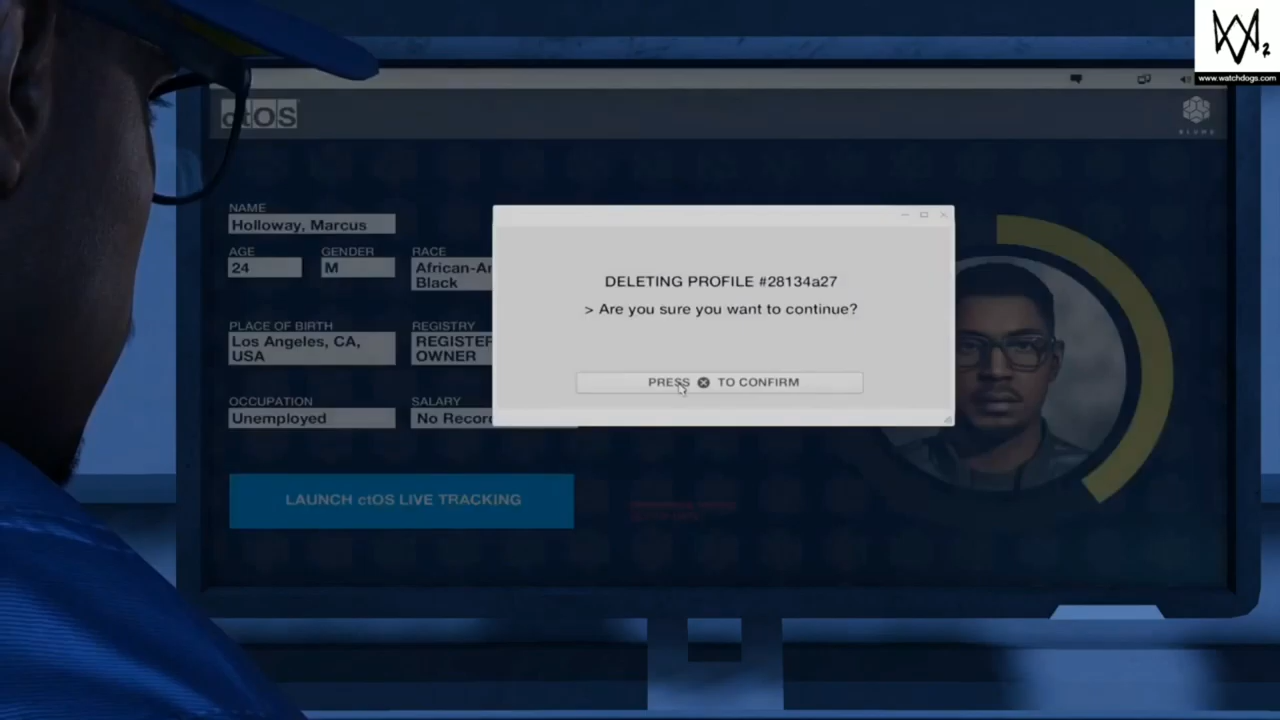 2
www.watchdogs.com
ctOS
BLUME
NAME
Holloway, Marcus
AGE
GENDER
RACE
24
M
African-Am
Black
PLACE OF BIRTH
REGISTRY
Los Angeles, CA,
USA
REGISTER
OWNER
OCCUPATION
SALARY
Unemployed
No Record
DELETING PROFILE #28134a27
> Are you sure you want to continue?
PRESS TO CONFIRM
LAUNCH ctOS LIVE TRACKING